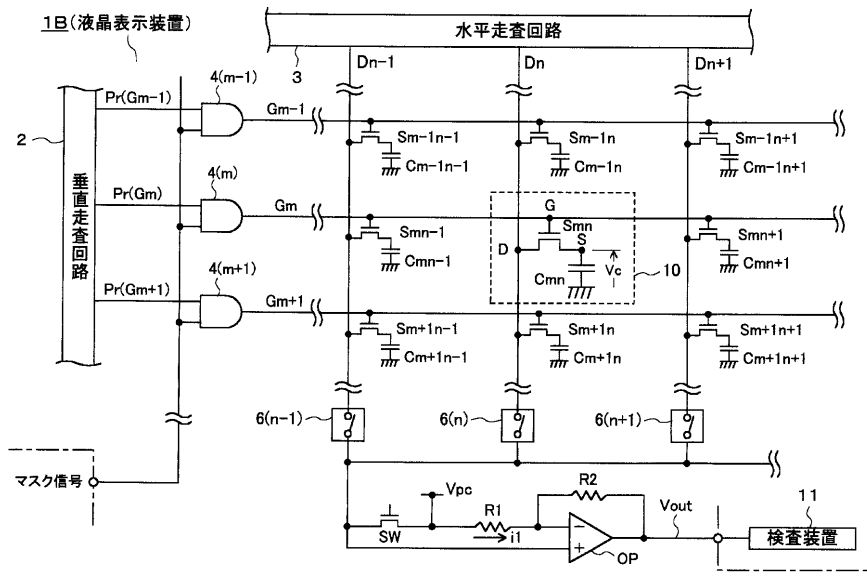 1B(液晶表示装置)
水平走査回路
3
Dn-1
Dn
Dn+1
4(m-1)
Pr(Gm-1)
Gm-1
2
Sm-1n-1
Sm-1n
Sm-1n+1
Cm-1n-1
Cm-1n
Cm-1n+1
垂直走査回路
4(m)
Pr(Gm)
Gm
G
Smn-1
Smn
Smn+1
D
S
Cmn-1
Cmn
Vc
10
Cmn+1
4(m+1)
Pr(Gm+1)
Gm+1
Sm+1n-1
Sm+1n
Sm+1n+1
Cm+1n-1
Cm+1n
Cm+1n+1
6(n-1)
6(n)
6(n+1)
マスク信号
Vpc
R1
R2
SW
i1
−
+
OP
Vout
11
検査装置